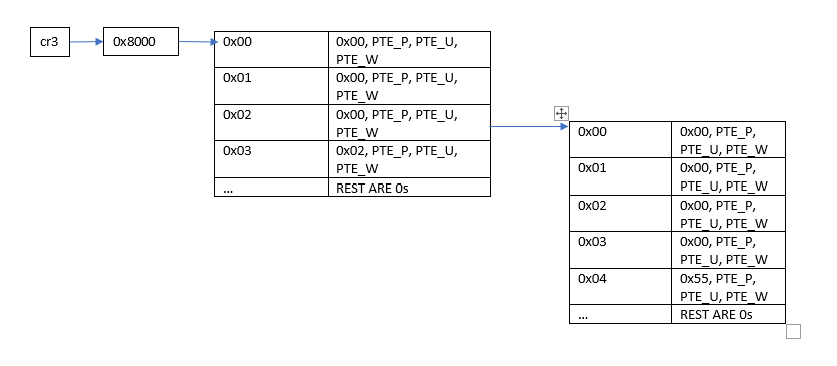 cr3
0x8000
0x00
0x00, PTE_P, PTE_U,
PTE_W
0x01
0x00, PTE_P, PTE_U,
PTE_W
0x02
0x00, PTE_P, PTE_U,
PTE_W
0x03
0x02, PTE_P, PTE_U,
PTE_W
...
REST ARE 0s
0x00
0x00, PTE_P,
PTE_U, PTE_W
0x01
0x00, PTE_P,
PTE_U, PTE_W
0x02
0x00, PTE_P,
PTE_U, PTE_W
0x03
0x00, PTE_P,
PTE_U, PTE_W
0x04
0x55, PTE_P,
PTE_U, PTE_W
...
REST ARE 0s